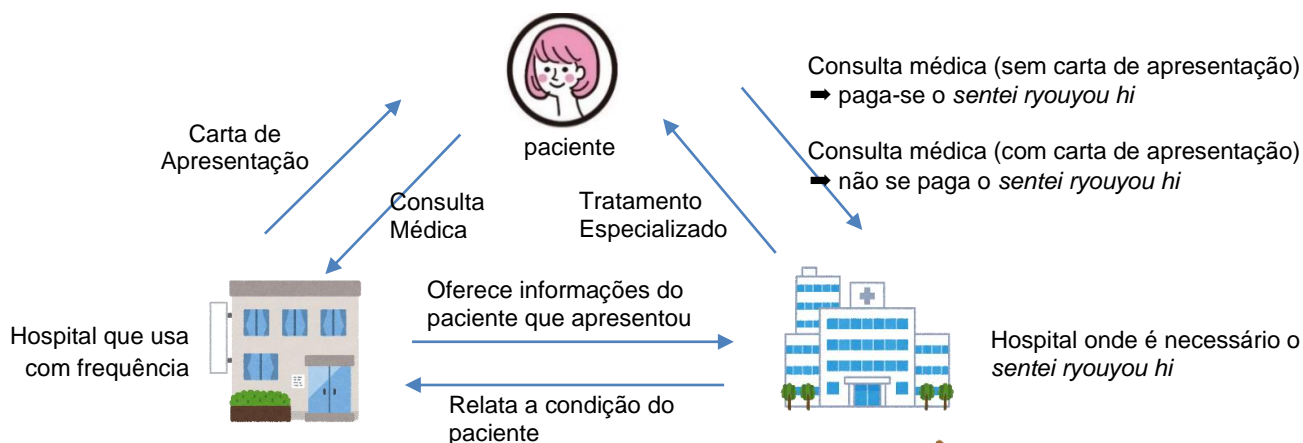 Consulta médica (sem carta de apresentação)
➡ paga-se o sentei ryouyou hi
Carta de
Apresentação
paciente
Consulta médica (com carta de apresentação)
➡ não se paga o sentei ryouyou hi
Consulta
Médica
Tratamento
Especializado
Oferece informações do
paciente que apresentou
Hospital que usa
com frequência
Hospital onde é necessário o
sentei ryouyou hi
Relata a condição do
paciente